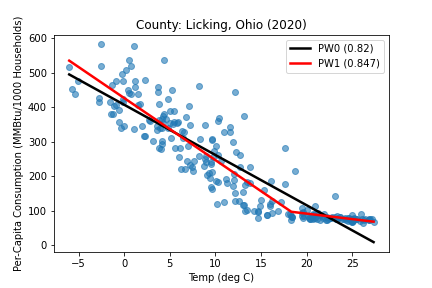 County: Licking, Ohio (2020)
PW0 (0.82)
PW1 (0.847)
Per-Capita Consumption (MMBtu/1000 Households)
600
500
400
300
200
100
0
−5 0 5 10 15 20 25
Temp (deg C)